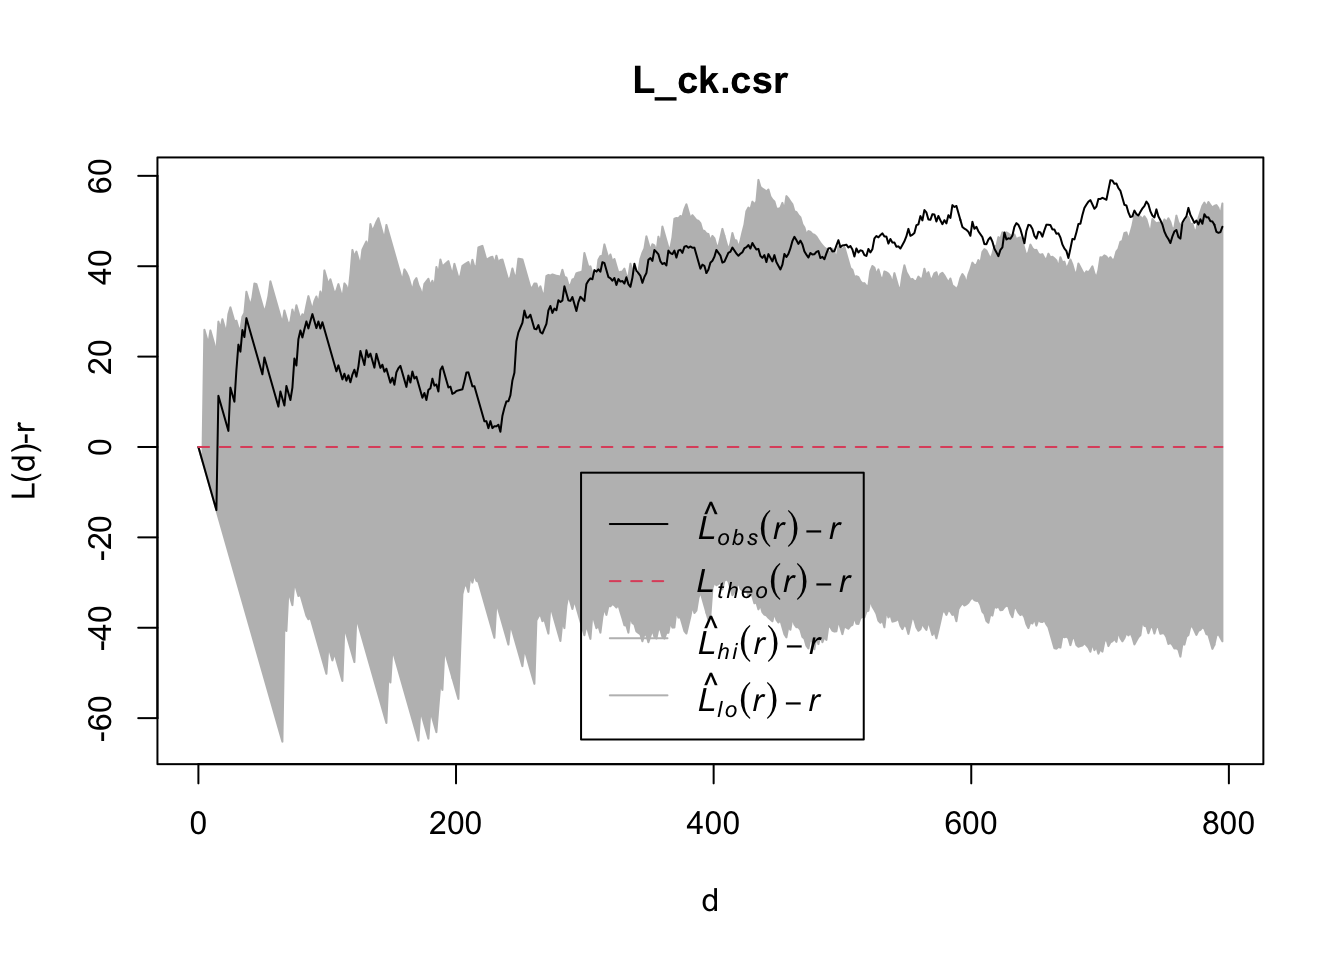 L_ck.csr
L(d)-r
60
40
20
0
-20
-40
-60
L̂obs(r) − r
Ltheo(r) − r
L̂hi(r) − r
L̂lo(r) − r
0 200 400 600 800
d